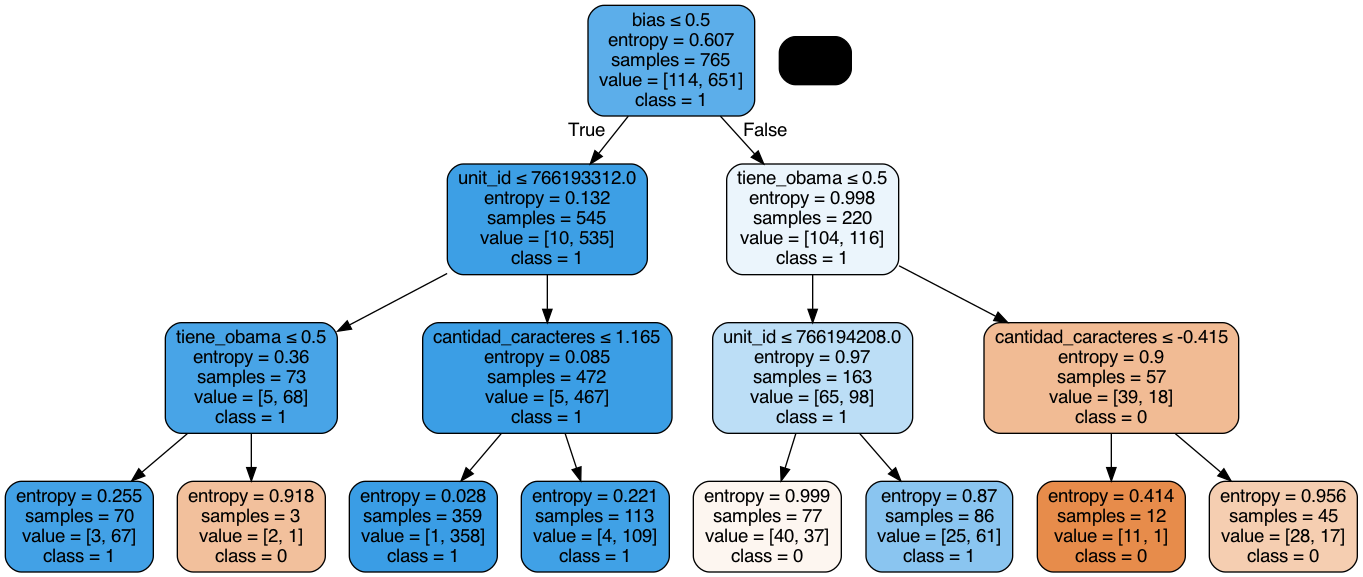 bias ≤ 0.5
entropy = 0.607
samples = 765
value = [114, 651]
class = 1
True
False
unit_id ≤ 766193312.0
entropy = 0.132
samples = 545
value = [10, 535]
class = 1
tiene_obama ≤ 0.5
entropy = 0.998
samples = 220
value = [104, 116]
class = 1
tiene_obama ≤ 0.5
entropy = 0.36
samples = 73
value = [5, 68]
class = 1
cantidad_caracteres ≤ 1.165
entropy = 0.085
samples = 472
value = [5, 467]
class = 1
unit_id ≤ 766194208.0
entropy = 0.97
samples = 163
value = [65, 98]
class = 1
cantidad_caracteres ≤ -0.415
entropy = 0.9
samples = 57
value = [39, 18]
class = 0
entropy = 0.255
samples = 70
value = [3, 67]
class = 1
entropy = 0.918
samples = 3
value = [2, 1]
class = 0
entropy = 0.028
samples = 359
value = [1, 358]
class = 1
entropy = 0.221
samples = 113
value = [4, 109]
class = 1
entropy = 0.999
samples = 77
value = [40, 37]
class = 0
entropy = 0.87
samples = 86
value = [25, 61]
class = 1
entropy = 0.414
samples = 12
value = [11, 1]
class = 0
entropy = 0.956
samples = 45
value = [28, 17]
class = 0